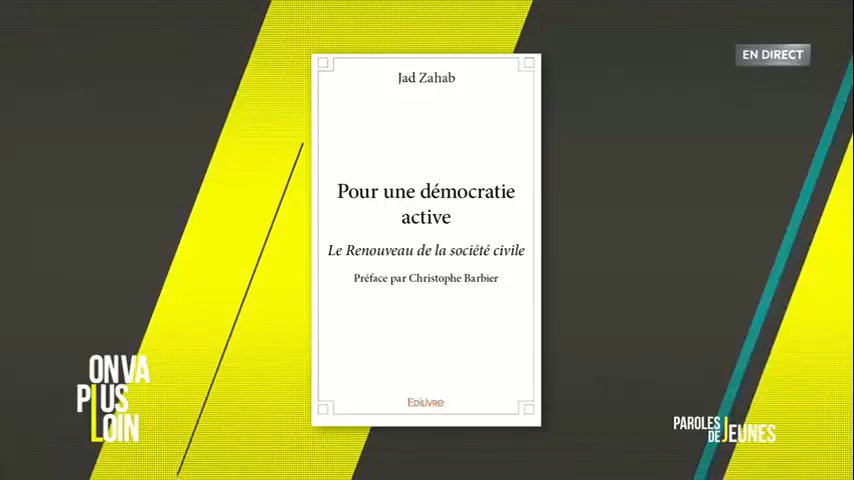 EN DIRECT
Jad Zahab
Pour une démocratie
active
Le Renouveau de la société civile
Préface par Christophe Barbier
Edilivre
ON VA
PLUS
LOIN
PAROLES
DE JEUNES